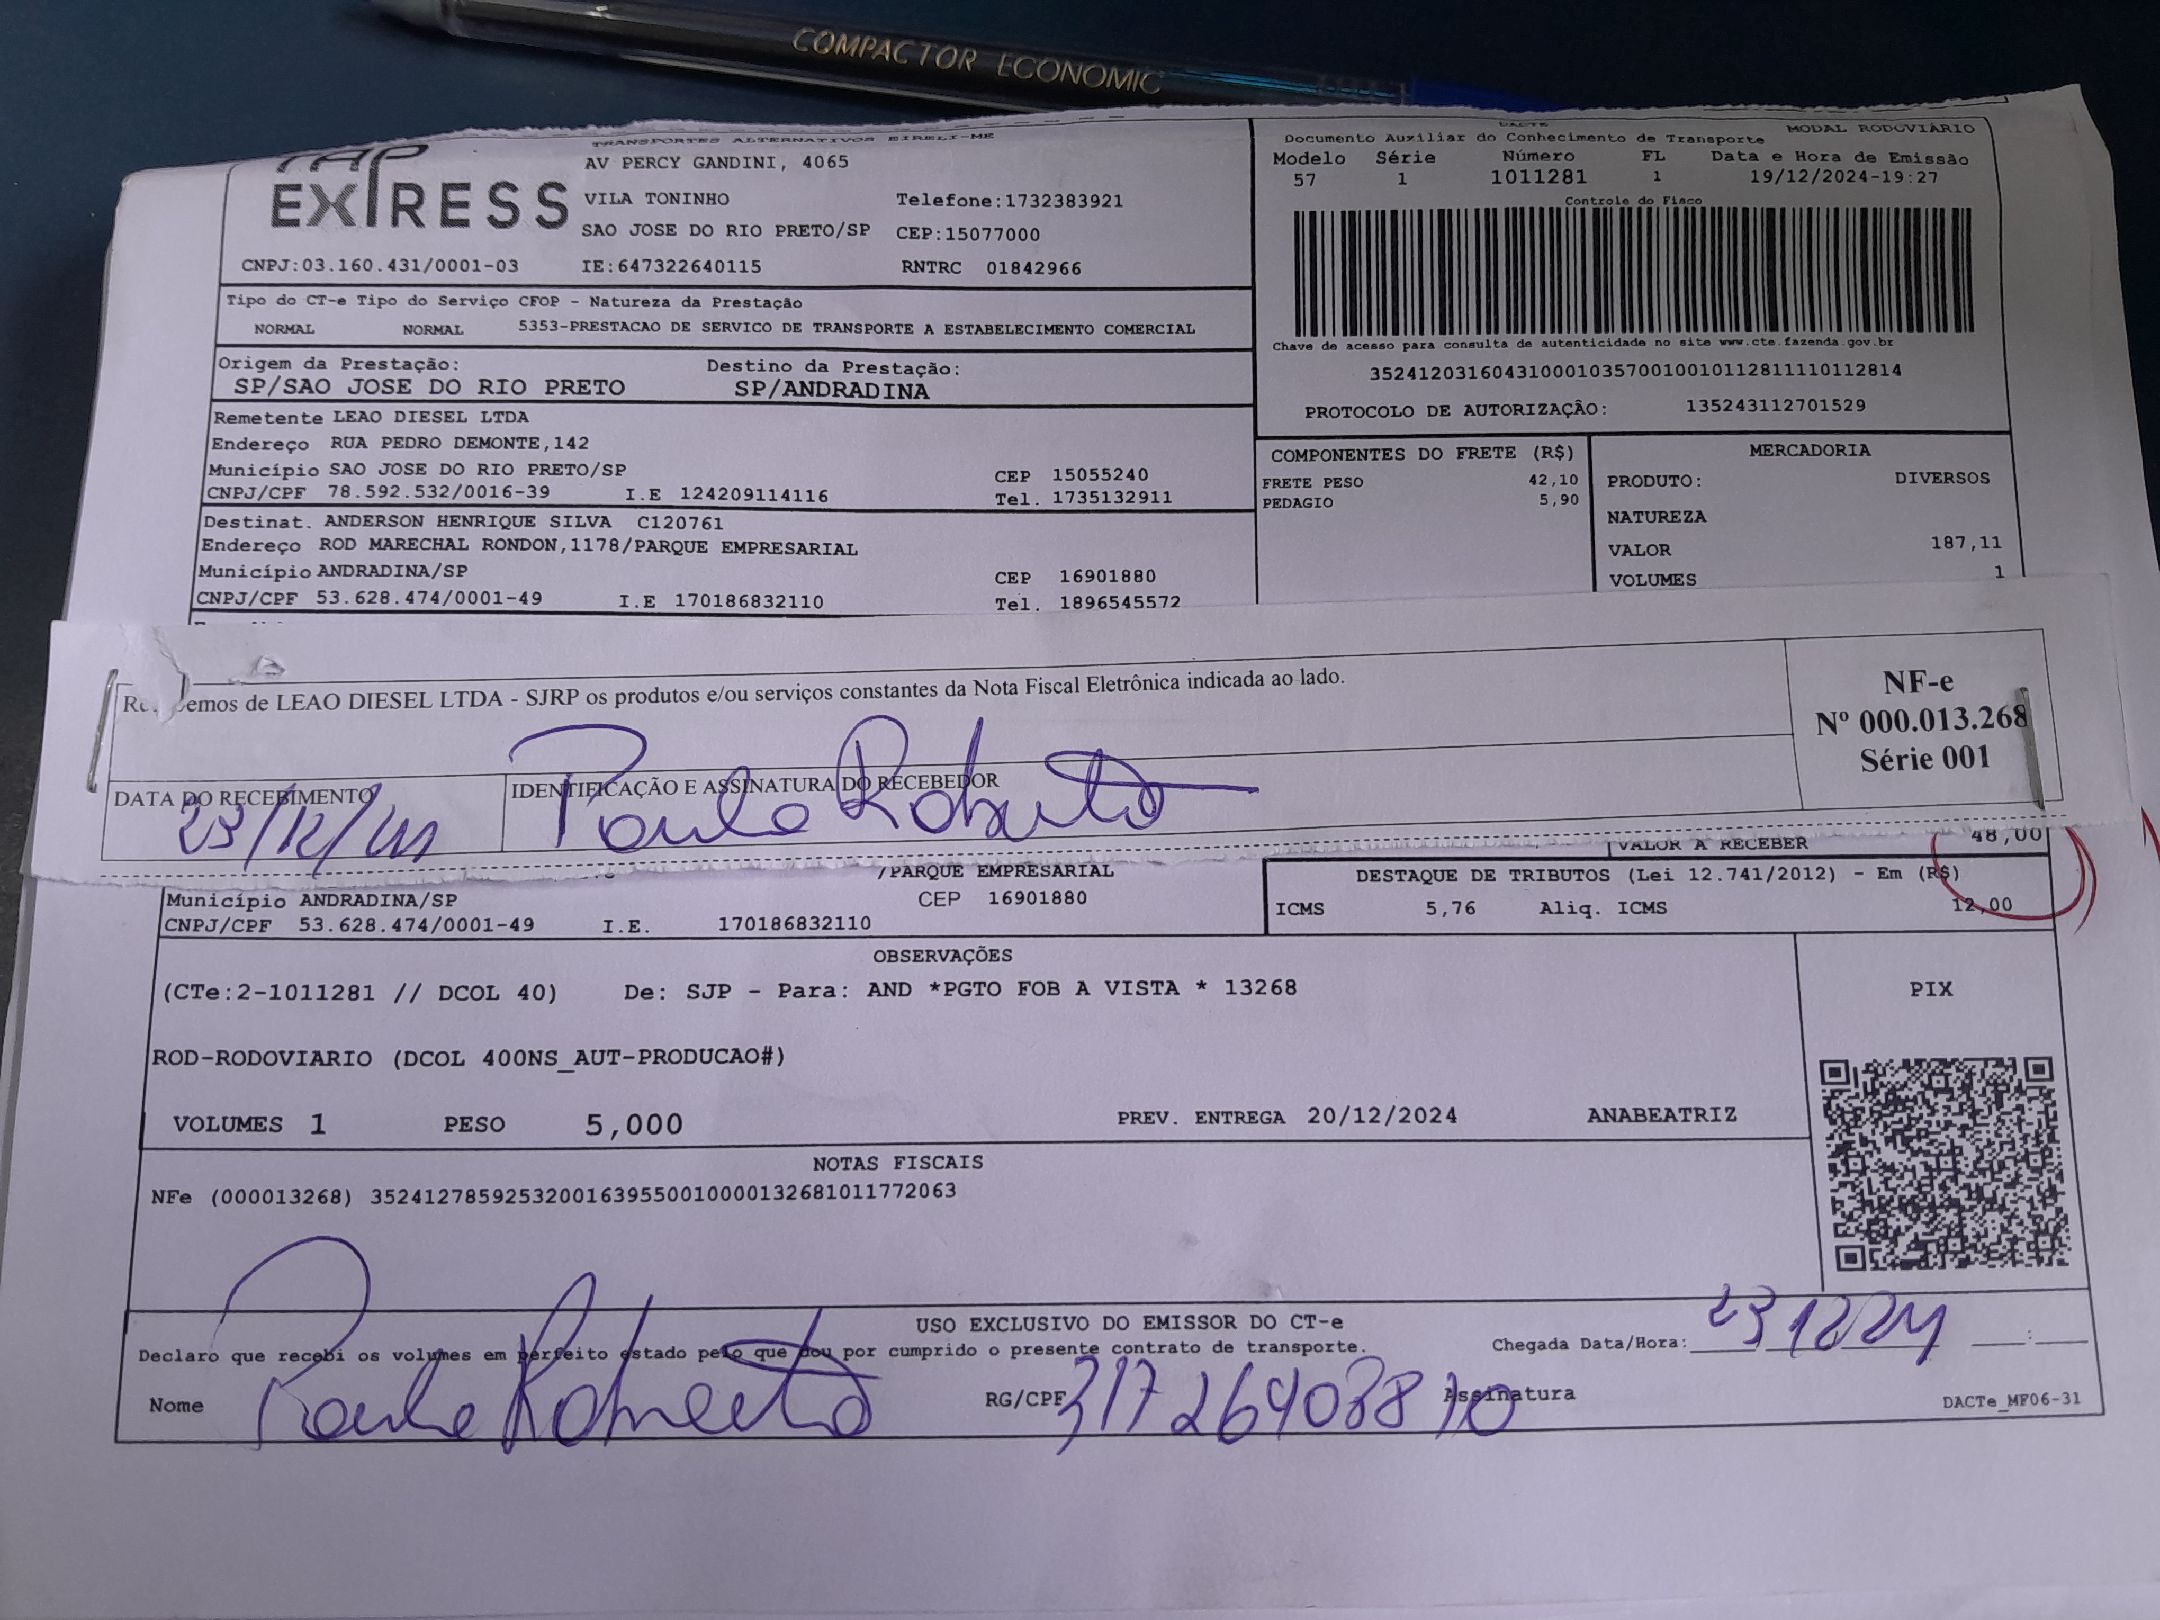 COMPACTOR ECONOMIC
TRANSPORTES ALTERNATIVOS EIRELI-ME
TAP
EXPRESS
AV PERCY GANDINI, 4065
VILA TONINHO Telefone:1732383921
SAO JOSE DO RIO PRETO/SP CEP:15077000
CNPJ:03.160.431/0001-03 IE:647322640115 RNTRC 01842966
DACTE MODAL RODOVIÁRIO
Documento Auxiliar do Conhecimento de Transporte
Modelo Série Número FL Data e Hora de Emissão
57 1 1011281 1 19/12/2024-19:27
Controle do Fisco
Chave de acesso para consulta de autenticidade no site www.cte.fazenda.gov.br
35241203160431000103570010010112811110112814
PROTOCOLO DE AUTORIZAÇÃO: 135243112701529
Tipo do CT-e Tipo do Serviço CFOP - Natureza da Prestação
NORMAL NORMAL 5353-PRESTACAO DE SERVICO DE TRANSPORTE A ESTABELECIMENTO COMERCIAL
Origem da Prestação: Destino da Prestação:
SP/SAO JOSE DO RIO PRETO SP/ANDRADINA
Remetente LEAO DIESEL LTDA
Endereço RUA PEDRO DEMONTE,142
Município SAO JOSE DO RIO PRETO/SP CEP 15055240
CNPJ/CPF 78.592.532/0016-39 I.E 124209114116 Tel. 1735132911
Destinat. ANDERSON HENRIQUE SILVA C120761
Endereço ROD MARECHAL RONDON,1178/PARQUE EMPRESARIAL
Município ANDRADINA/SP CEP 16901880
CNPJ/CPF 53.628.474/0001-49 I.E 170186832110 Tel. 1896545572
COMPONENTES DO FRETE (R$)
FRETE PESO 42,10
PEDAGIO 5,90
MERCADORIA
PRODUTO: DIVERSOS
NATUREZA
VALOR 187,11
VOLUMES 1
emos de LEAO DIESEL LTDA - SJRP os produtos e/ou serviços constantes da Nota Fiscal Eletrônica indicada ao lado.
NF-e
Nº 000.013.268
Série 001
DATA DO RECEBIMENTO IDENTIFICAÇÃO E ASSINATURA DO RECEBEDOR
23/12/ Paulo Roberto
VALOR A RECEBER 48,00
/PARQUE EMPRESARIAL
Município ANDRADINA/SP CEP 16901880
CNPJ/CPF 53.628.474/0001-49 I.E. 170186832110
DESTAQUE DE TRIBUTOS (Lei 12.741/2012) - Em (R$)
ICMS 5,76 Aliq. ICMS 12,00
OBSERVAÇÕES
(CTe:2-1011281 // DCOL 40) De: SJP - Para: AND *PGTO FOB A VISTA * 13268
PIX
ROD-RODOVIARIO (DCOL 400NS_AUT-PRODUCAO#)
VOLUMES 1 PESO 5,000 PREV. ENTREGA 20/12/2024 ANABEATRIZ
NOTAS FISCAIS
NFe (000013268) 35241278592532001639550010000132681011772063
USO EXCLUSIVO DO EMISSOR DO CT-e
Declaro que recebi os volumes em perfeito estado pelo que dou por cumprido o presente contrato de transporte. Chegada Data/Hora: 23 12 24 :
Nome Paulo Roberto RG/CPF 317 26403810 Assinatura DACTe_MF06-31